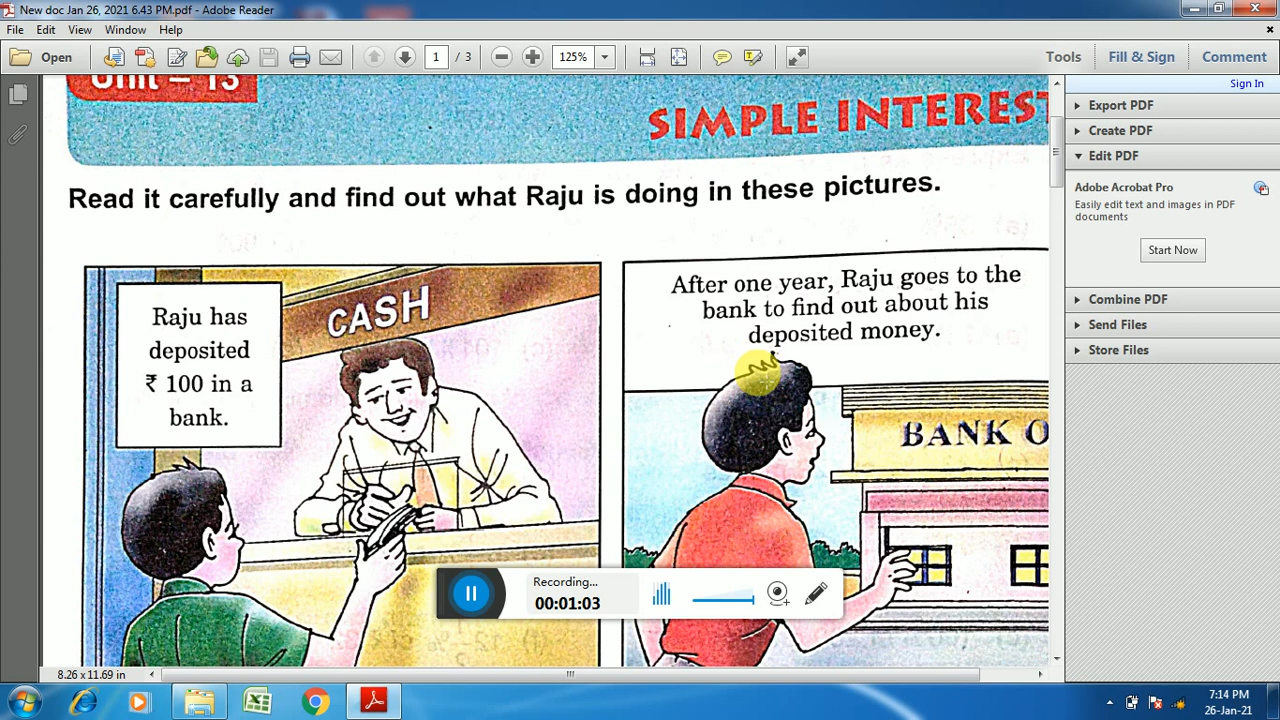 New doc Jan 26, 2021 6.43 PM.pdf - Adobe Reader
File Edit View Window Help
Open 1 / 3 125% Tools Fill & Sign Comment
Sign In
Unit - 13
SIMPLE INTEREST
Read it carefully and find out what Raju is doing in these pictures.
Raju has
deposited
₹ 100 in a
bank.
CASH
After one year, Raju goes to the
bank to find out about his
deposited money.
BANK O
Export PDF
Create PDF
Edit PDF
Adobe Acrobat Pro
Easily edit text and images in PDF
documents
Start Now
Combine PDF
Send Files
Store Files
Recording...
00:01:03
8.26 x 11.69 in
7:14 PM
26-Jan-21